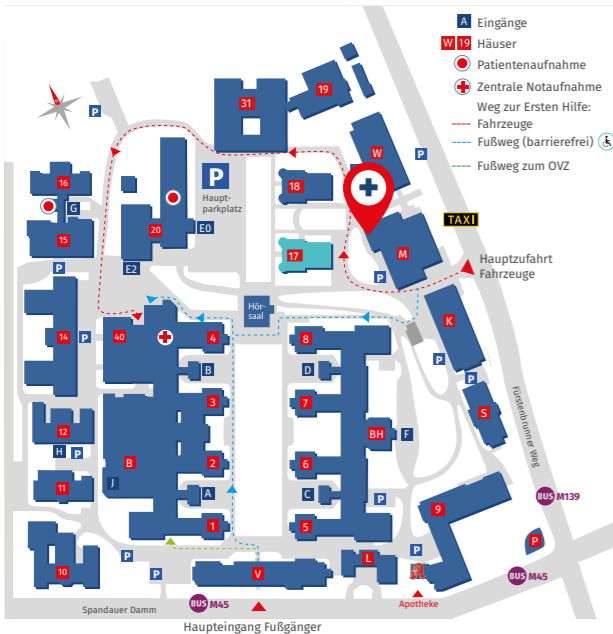 A Eingänge
W 19 Häuser
Patientenaufnahme
Zentrale Notaufnahme
Weg zur Ersten Hilfe:
Fahrzeuge
Fußweg (barrierefrei)
Fußweg zum OVZ
31
19
P
W
P
16
G
15
P
Haupt-
parkplatz
18
TAXI
20
E0
E2
17
M
P
Hauptzufahrt
Fahrzeuge
P
14
P
Hör-
saal
40
4
8
K
P
B
D
P
S
3
7
12
H
P
B
BH
F
Fürstenbrunner Weg
2
6
11
J
A
C
P
9
BUS M139
1
5
P
P
P
P
L
10
V
Apotheke
BUS M45
Spandauer Damm
BUS M45
Haupteingang Fußgänger